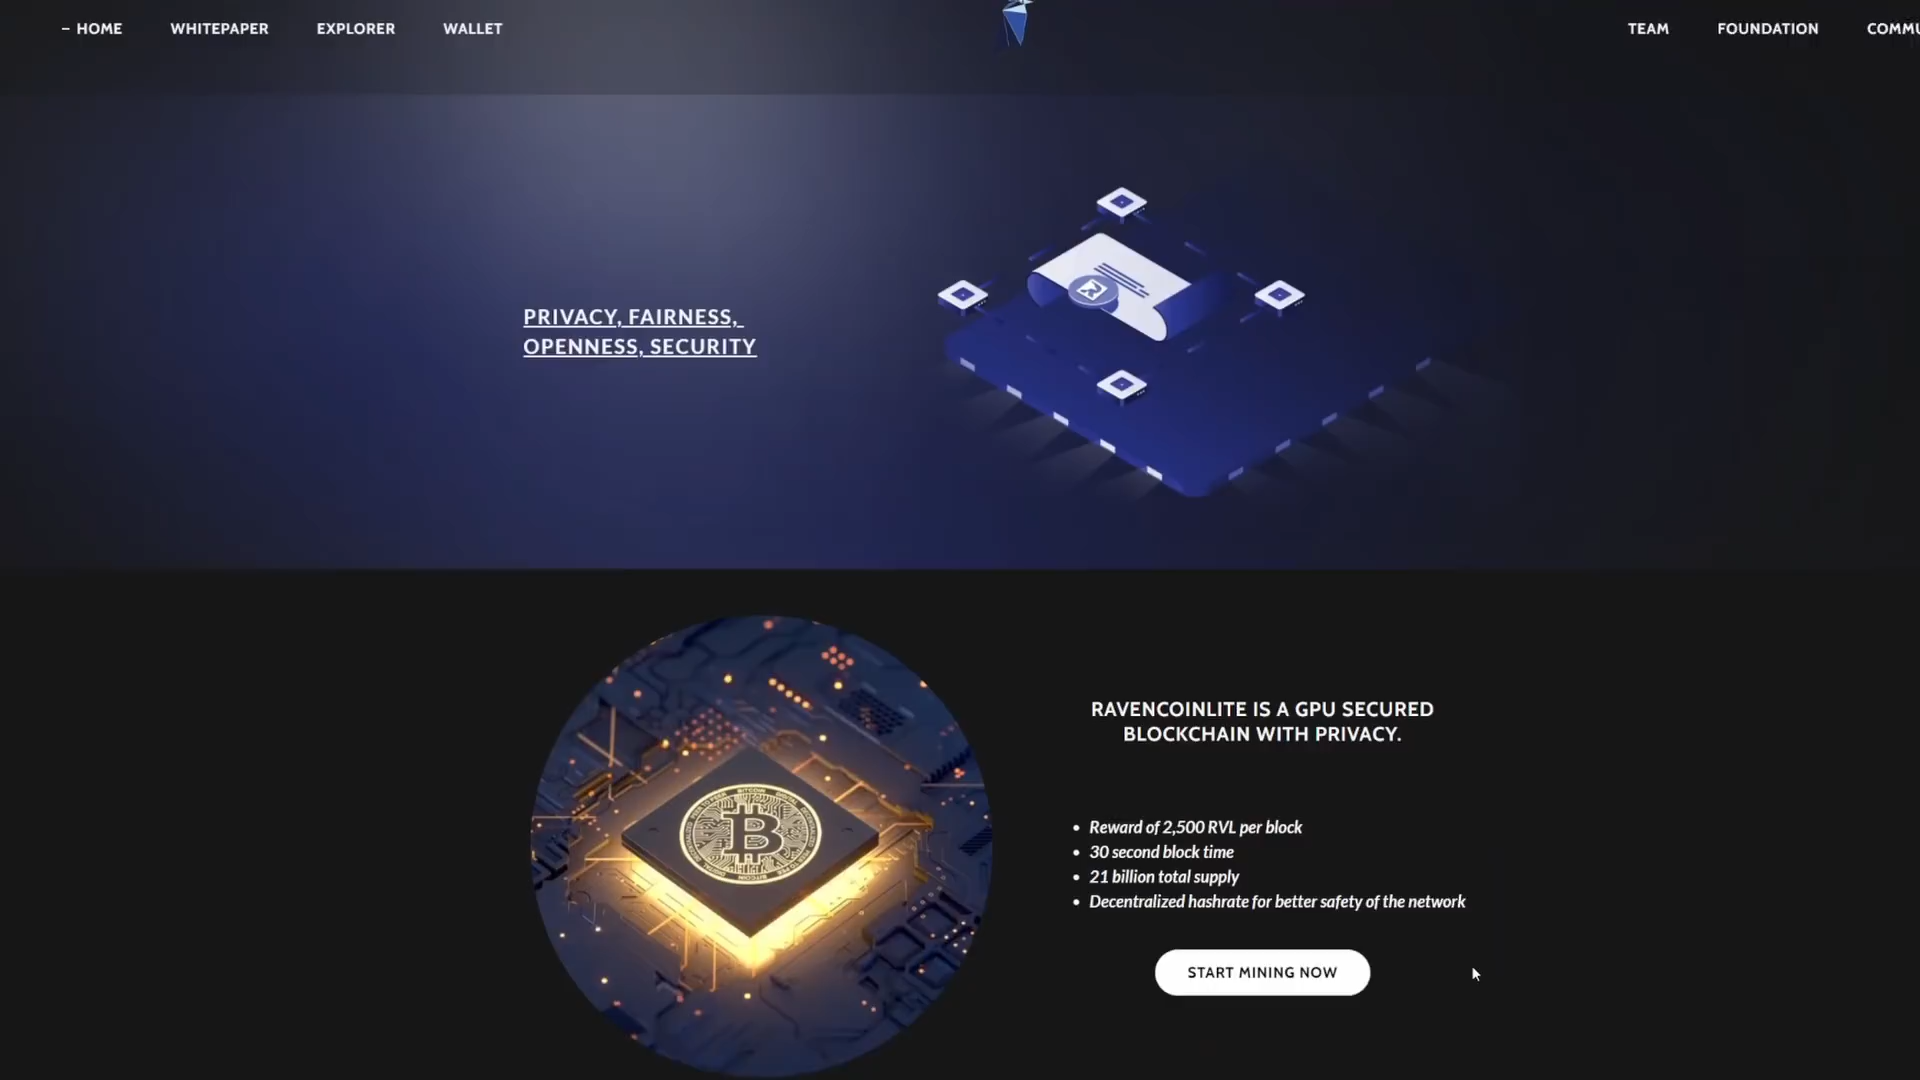 – HOME WHITEPAPER EXPLORER WALLET TEAM FOUNDATION COMMU
PRIVACY, FAIRNESS,
OPENNESS, SECURITY
RAVENCOINLITE IS A GPU SECURED
BLOCKCHAIN WITH PRIVACY.
• Reward of 2,500 RVL per block
• 30 second block time
• 21 billion total supply
• Decentralized hashrate for better safety of the network
BITCOIN
START MINING NOW